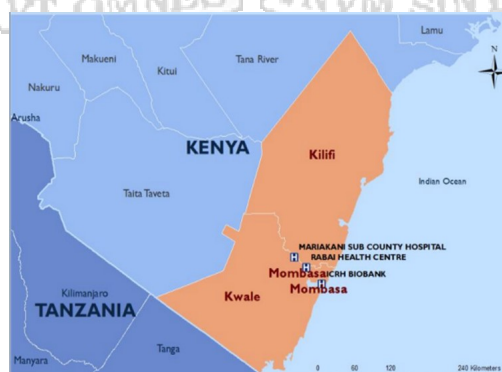 Lamu
N
Makueni
Kitui
Tana River
Nakuru
Arusha
KENYA
Kilifi
Taita Taveta
Indian Ocean
MARIAKANI SUB COUNTY HOSPITAL
RABAI HEALTH CENTRE
Mombasa
ICRH BIOBANK
Mombasa
Kwale
Kilimanjaro
TANZANIA
Tanga
Manyara
0 60 120 240 Kilometers